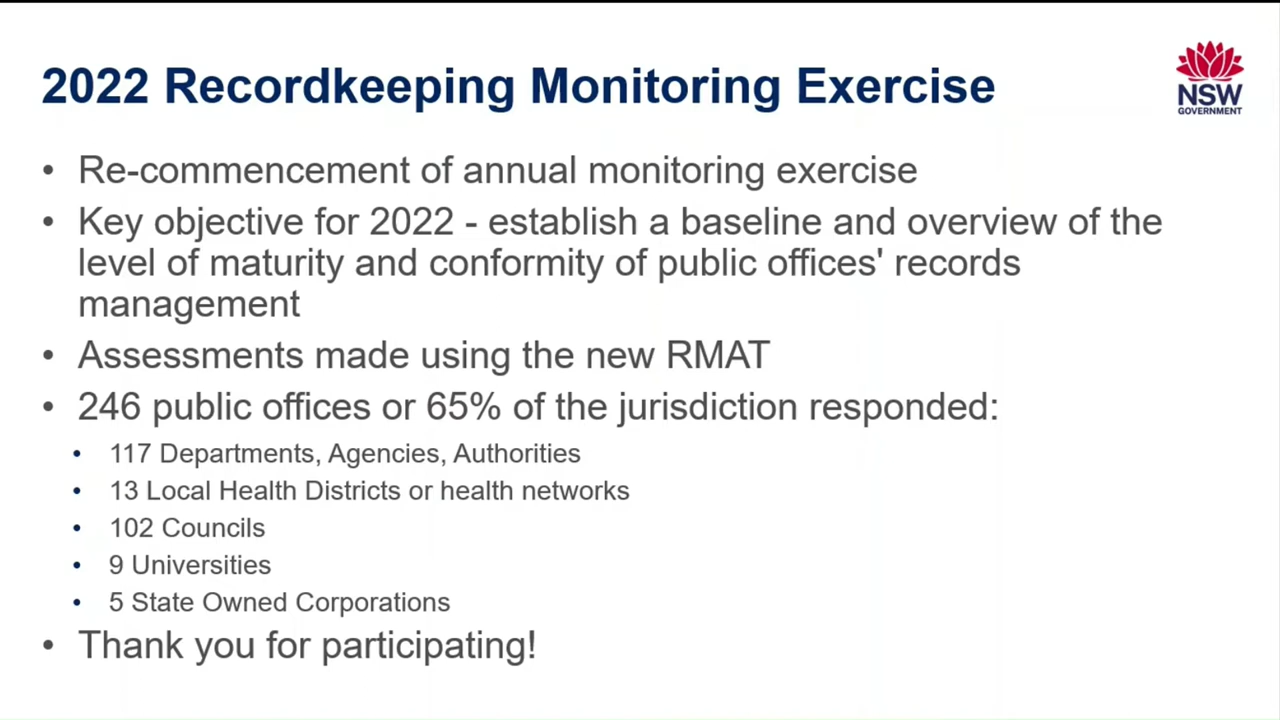 2022 Recordkeeping Monitoring Exercise
NSW
GOVERNMENT
• Re-commencement of annual monitoring exercise
• Key objective for 2022 - establish a baseline and overview of the
level of maturity and conformity of public offices' records
management
• Assessments made using the new RMAT
• 246 public offices or 65% of the jurisdiction responded:
• 117 Departments, Agencies, Authorities
• 13 Local Health Districts or health networks
• 102 Councils
• 9 Universities
• 5 State Owned Corporations
• Thank you for participating!